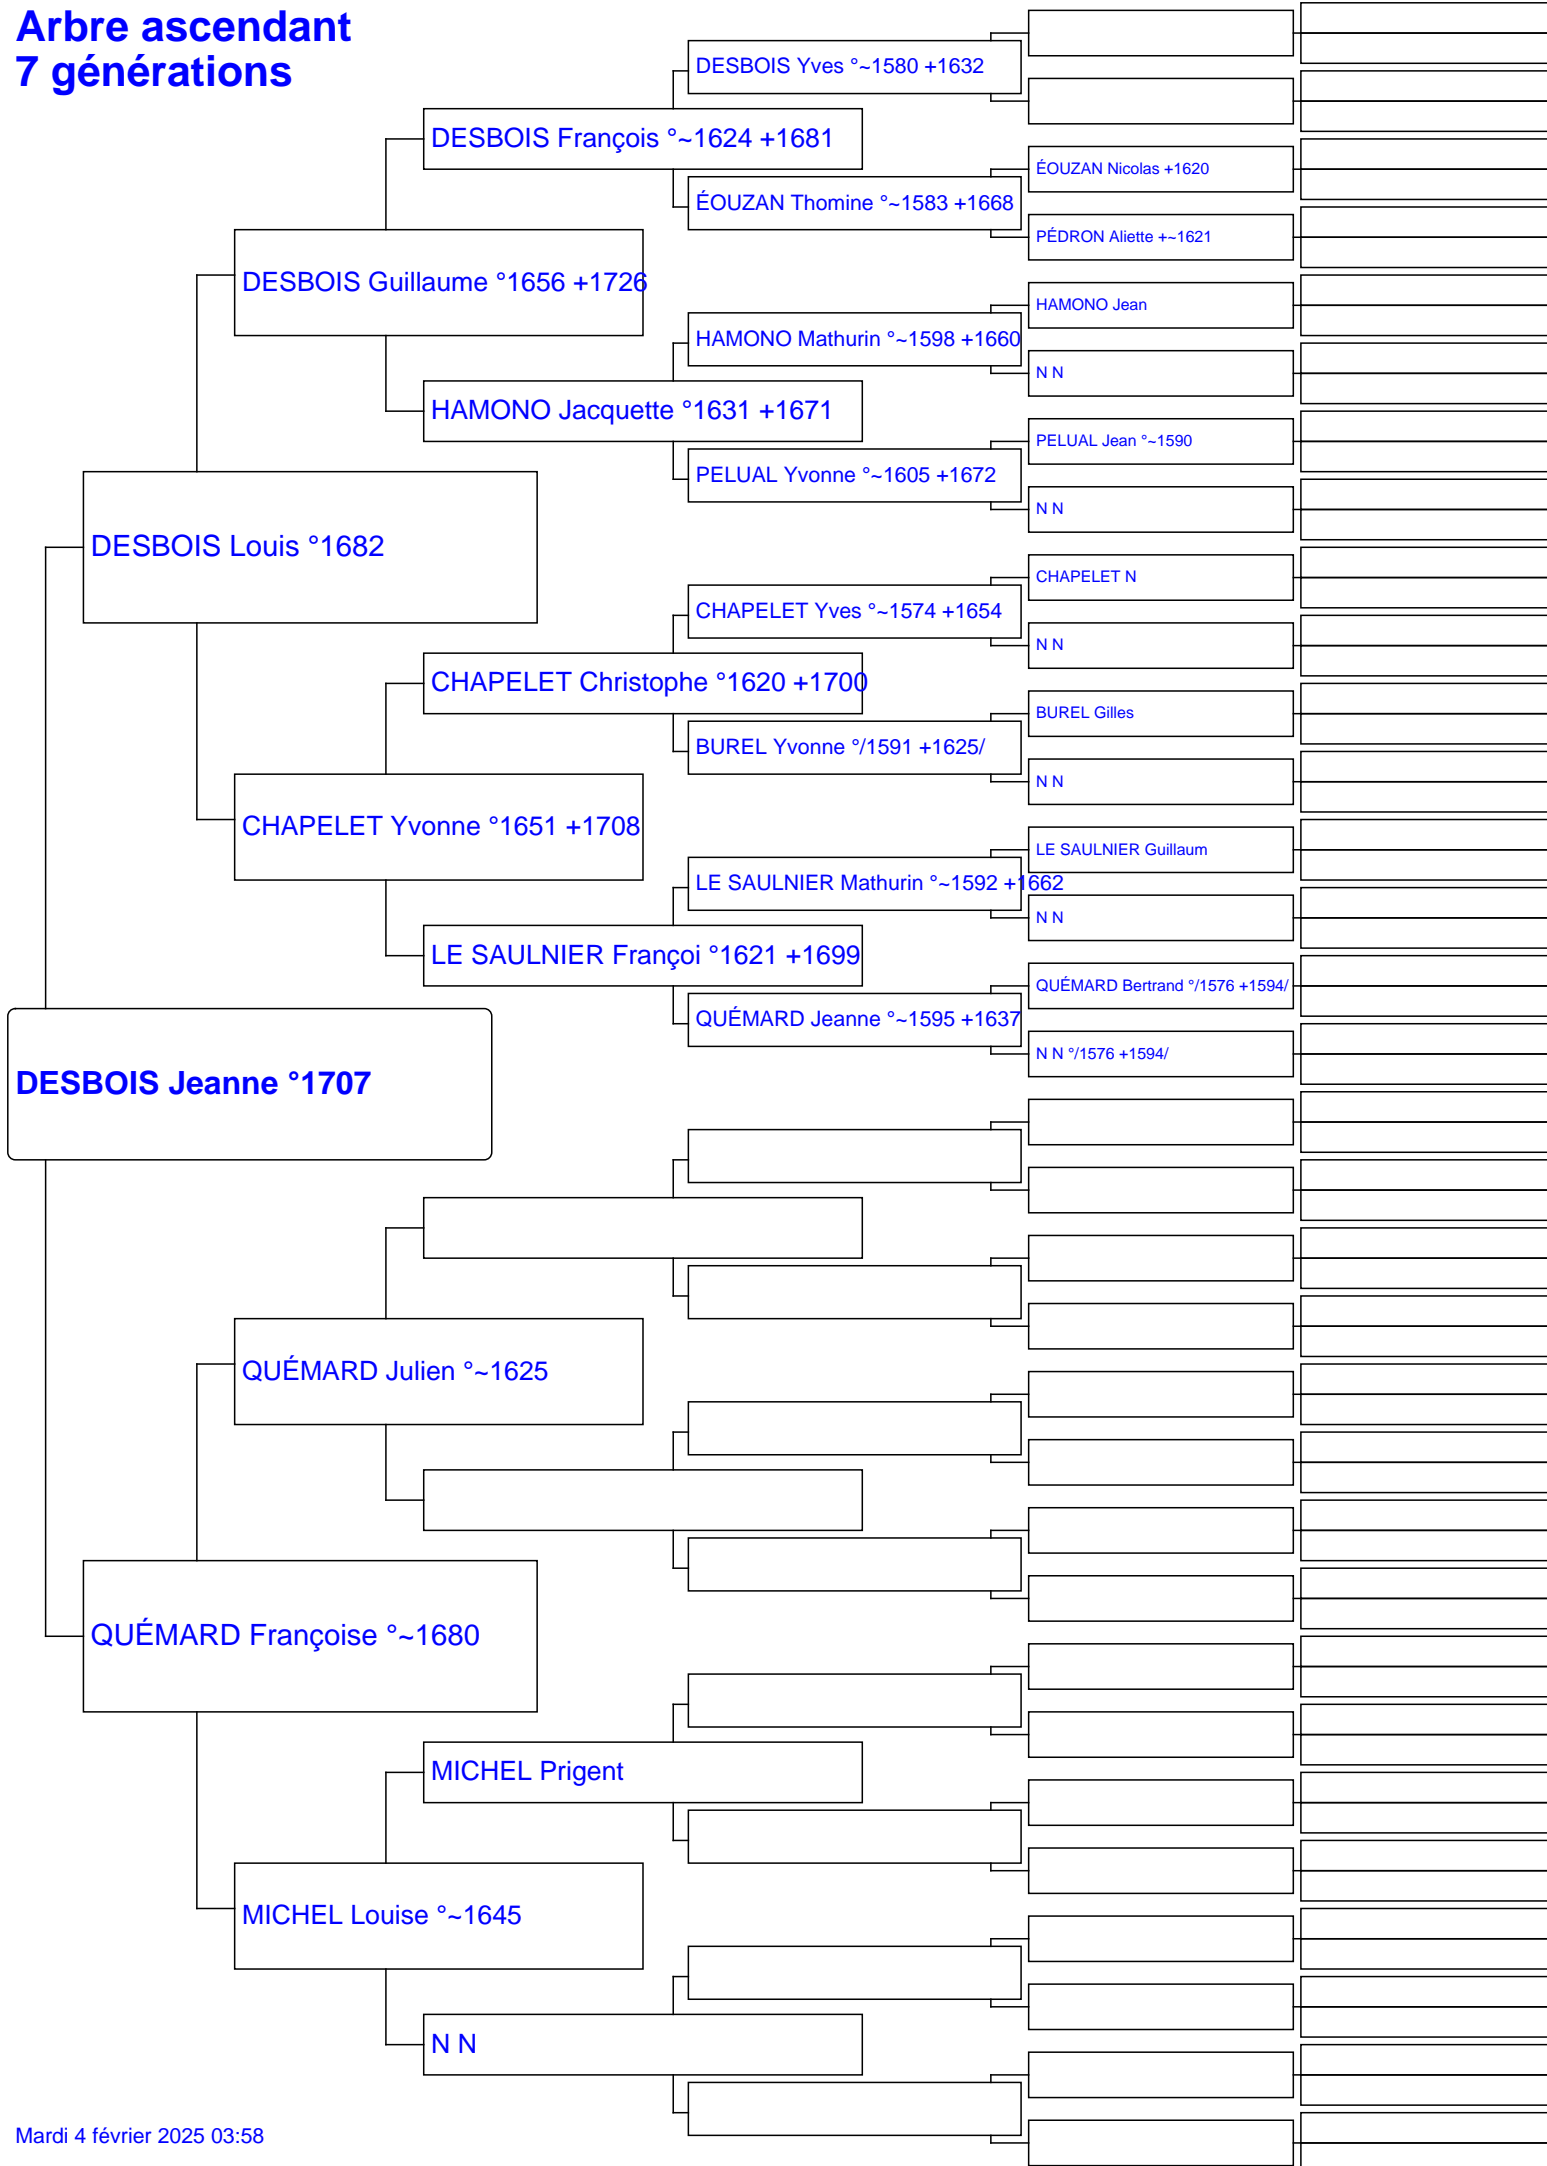 Arbre ascendant
7 générations
DESBOIS Yves °~1580 +1632
DESBOIS François °~1624 +1681
ÉOUZAN Nicolas +1620
ÉOUZAN Thomine °~1583 +1668
PÉDRON Aliette +~1621
DESBOIS Guillaume °1656 +1726
HAMONO Jean
HAMONO Mathurin °~1598 +1660
N N
HAMONO Jacquette °1631 +1671
PELUAL Jean °~1590
PELUAL Yvonne °~1605 +1672
N N
DESBOIS Louis °1682
CHAPELET N
CHAPELET Yves °~1574 +1654
N N
CHAPELET Christophe °1620 +1700
BUREL Gilles
BUREL Yvonne °/1591 +1625/
N N
CHAPELET Yvonne °1651 +1708
LE SAULNIER Guillaum
LE SAULNIER Mathurin °~1592 +1662
N N
LE SAULNIER Françoi °1621 +1699
QUÉMARD Bertrand °/1576 +1594/
QUÉMARD Jeanne °~1595 +1637
N N °/1576 +1594/
DESBOIS Jeanne °1707
QUÉMARD Julien °~1625
QUÉMARD Françoise °~1680
MICHEL Prigent
MICHEL Louise °~1645
N N
Mardi 4 février 2025 03:58